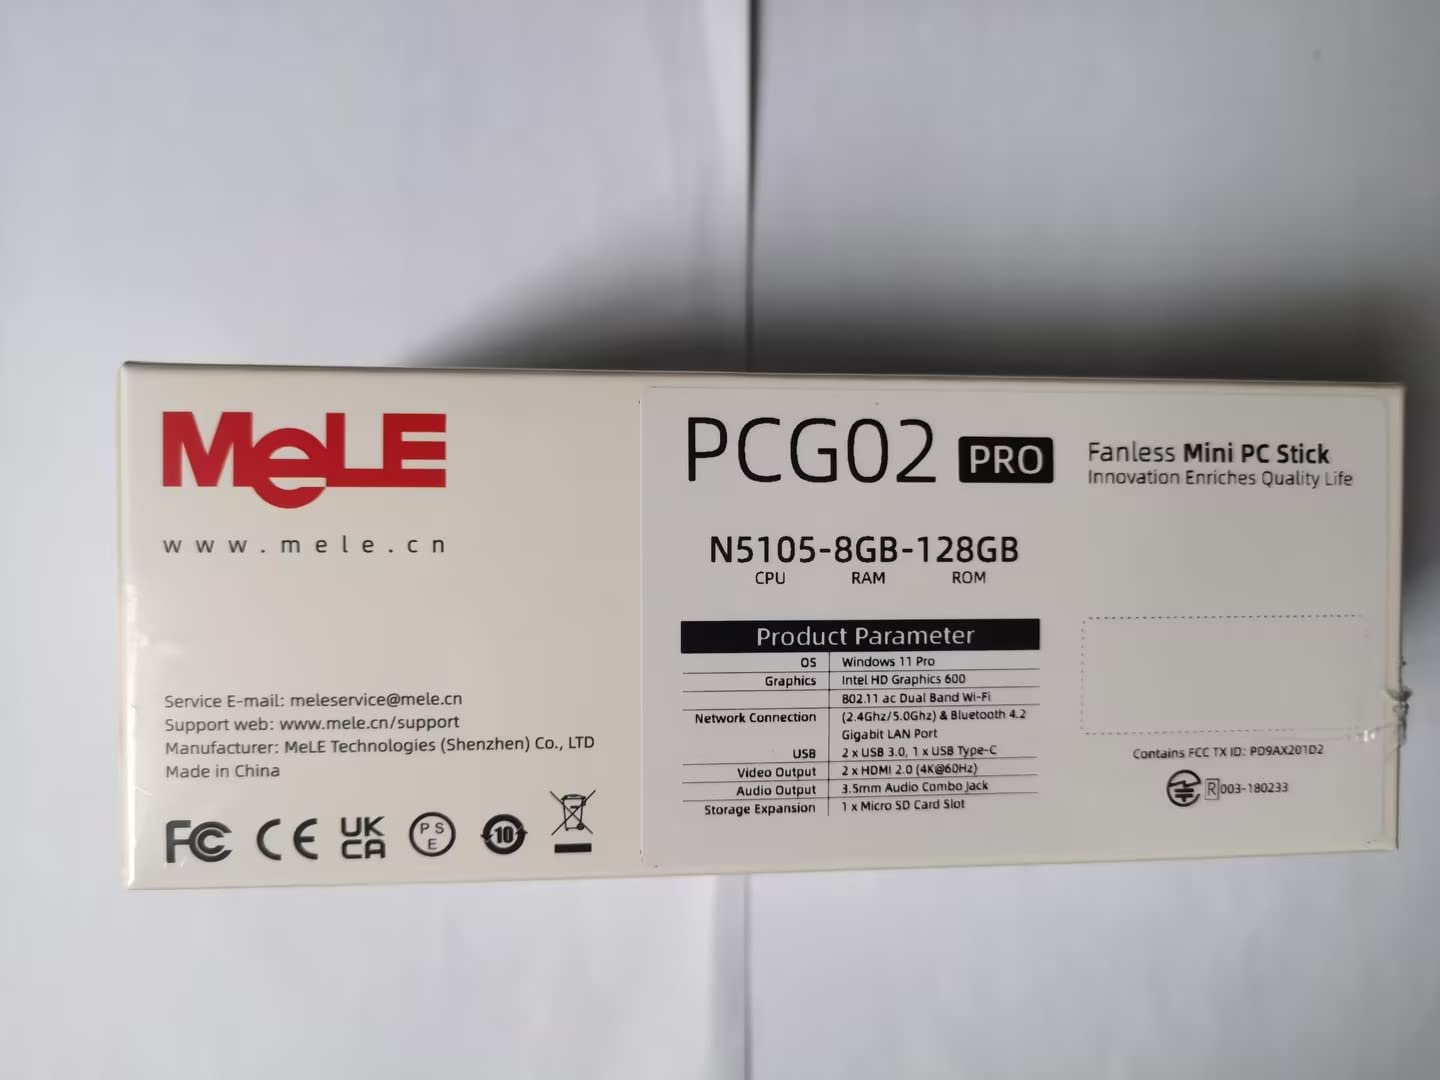 MeLE
www.mele.cn
Service E-mail: meleservice@mele.cn
Support web: www.mele.cn/support
Manufacturer: MeLE Technologies (Shenzhen) Co., LTD
Made in China
FC CE UK
CA
PS
E
10
PCG02 PRO
Fanless Mini PC Stick
Innovation Enriches Quality Life
N5105-8GB-128GB
CPU RAM ROM
Product Parameter
OS Windows 11 Pro
Graphics Intel HD Graphics 600
Network Connection 802.11 ac Dual Band Wi-Fi
(2.4Ghz/5.0Ghz) & Bluetooth 4.2
Gigabit LAN Port
USB 2 x USB 3.0, 1 x USB Type-C
Video Output 2 x HDMI 2.0 (4K@60Hz)
Audio Output 3.5mm Audio Combo Jack
Storage Expansion 1 x Micro SD Card Slot
Contains FCC TX ID: PD9AX201D2
R 003-180233